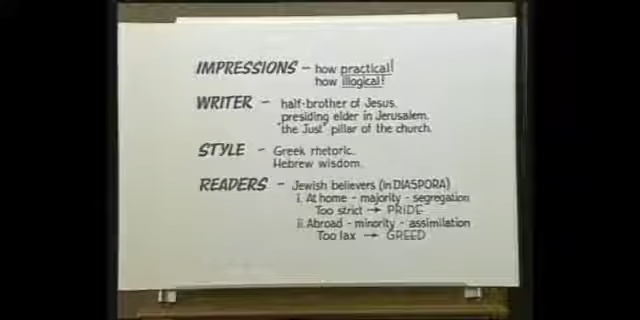 IMPRESSIONS - how practical!
how illogical!
WRITER - half-brother of Jesus.
presiding elder in Jerusalem.
"the Just" pillar of the church.
STYLE - Greek rhetoric.
Hebrew wisdom.
READERS - Jewish believers (in DIASPORA)
i. At home - majority - segregation
Too strict → PRIDE
ii. Abroad - minority - assimilation
Too lax → GREED